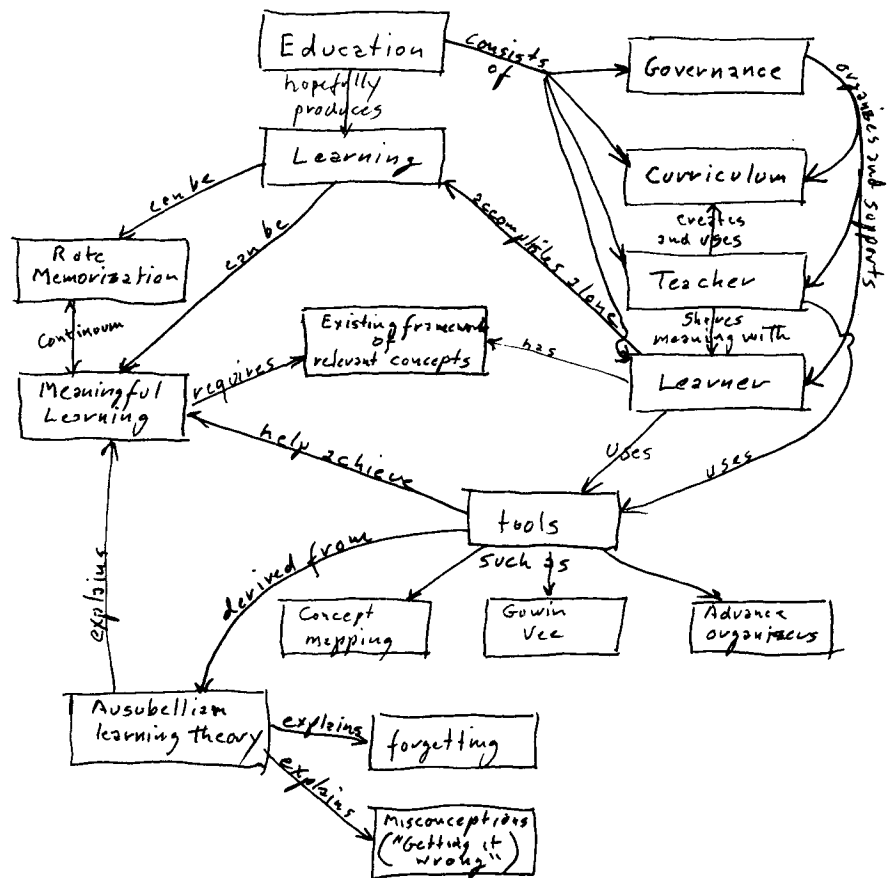 Education
consists
of
Governance
hopefully
produces
organizes and supports
Learning
Curriculum
can be
can be
accomplishes alone
creates
and uses
Rote
Memorization
Teacher
Continuum
Existing framework
of
relevant concepts
Shares
meaning with
has
Learner
Meaningful
Learning
requires
help achieve
uses
uses
tools
such as
derived from
explains
Concept
mapping
Gowin
Vee
Advance
organizers
Ausubellian
learning theory
explains
forgetting
explains
Misconceptions
("Getting it
wrong")